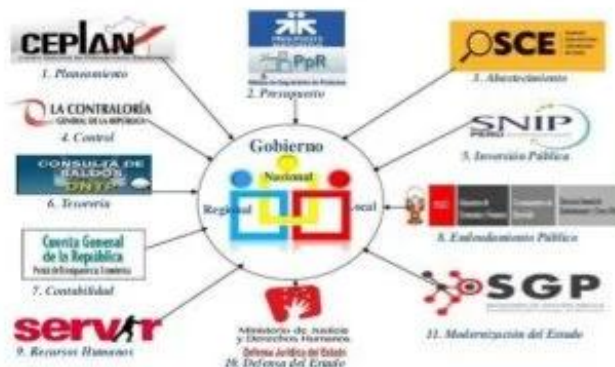 CEPLAN
1. Planeamiento
PpR
2. Presupuesto
OSCE
3. Abastecimiento
LA CONTRALORÍA
GENERAL DE LA REPÚBLICA
4. Control
SNIP
PERÚ
5. Inversión Pública
CONSULTA DE
SALDOS
DNTP
6. Tesorería
Gobierno
Nacional
Regional
Local
8. Endeudamiento Público
Cuenta General
de la República
7. Contabilidad
SGP
11. Modernización del Estado
servir
9. Recursos Humanos
Ministerio de Justicia
y Derechos Humanos
Defensa Jurídica del Estado
10. Defensa del Estado